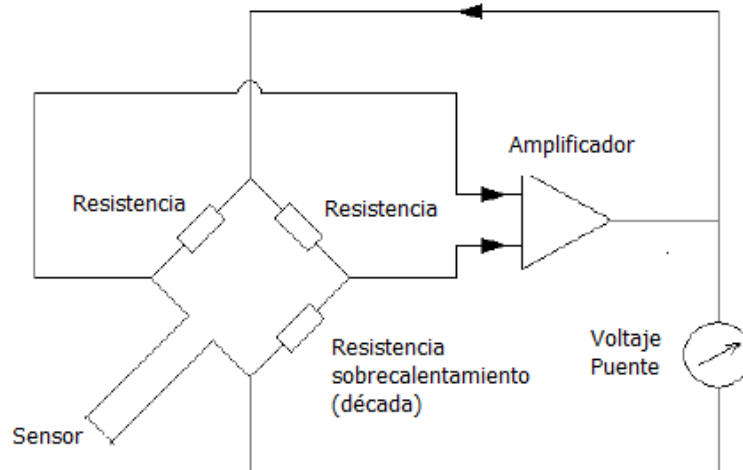 Amplificador
Resistencia
Resistencia
Resistencia
sobrecalentamiento
(década)
Voltaje
Puente
Sensor